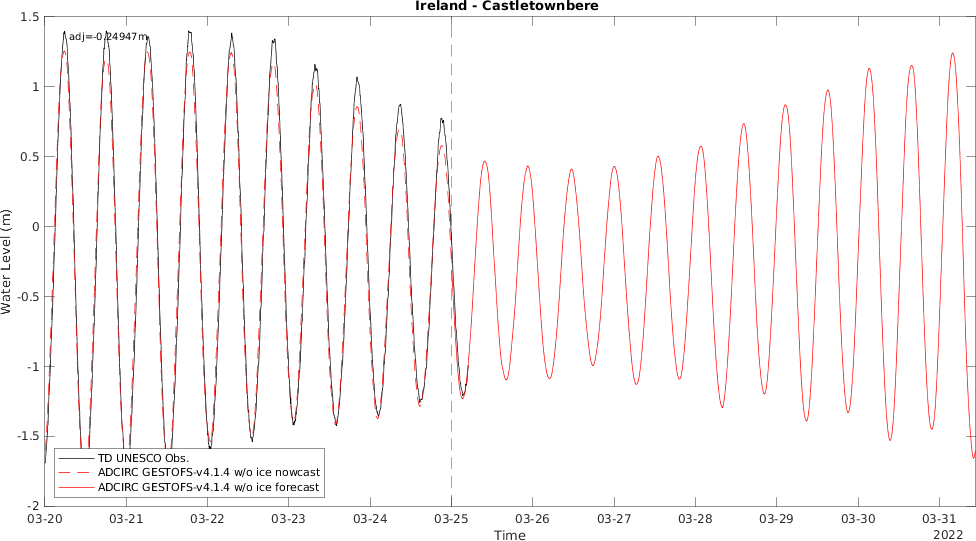 Ireland - Castletownbere
adj=-0.24947m
1.5
1
0.5
0
-0.5
-1
-1.5
-2
Water Level (m)
TD UNESCO Obs.
ADCIRC GESTOFS-v4.1.4 w/o ice nowcast
ADCIRC GESTOFS-v4.1.4 w/o ice forecast
03-20 03-21 03-22 03-23 03-24 03-25 03-26 03-27 03-28 03-29 03-30 03-31
Time
2022